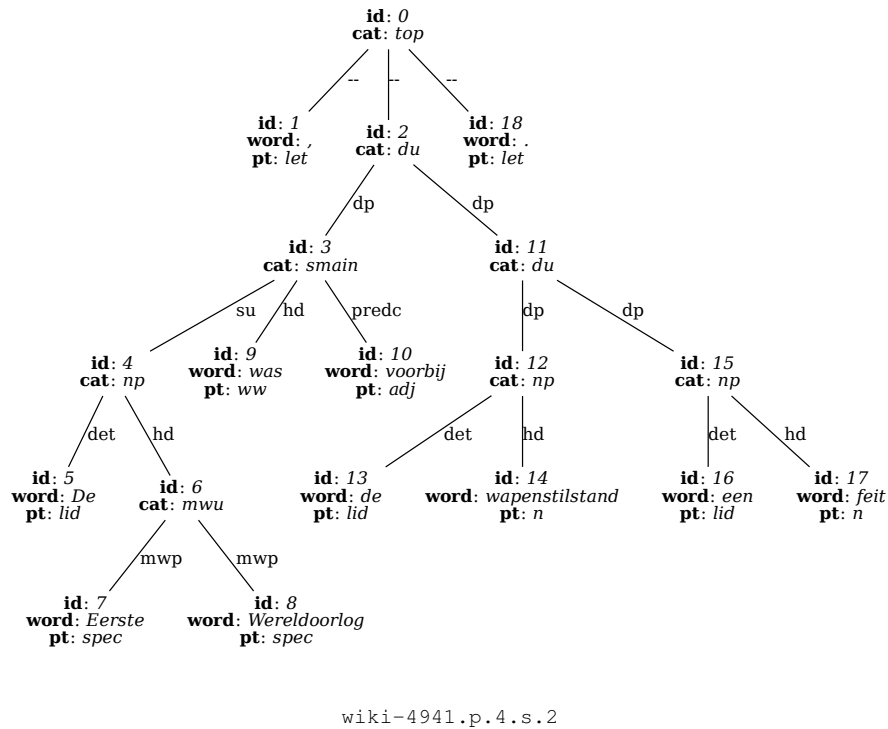 id: 0
cat: top
--
--
--
id: 1
word: ,
pt: let
id: 2
cat: du
id: 18
word: .
pt: let
dp
dp
id: 3
cat: smain
id: 11
cat: du
su
hd
predc
dp
dp
id: 4
cat: np
id: 9
word: was
pt: ww
id: 10
word: voorbij
pt: adj
id: 12
cat: np
id: 15
cat: np
det
hd
det
hd
det
hd
id: 5
word: De
pt: lid
id: 6
cat: mwu
id: 13
word: de
pt: lid
id: 14
word: wapenstilstand
pt: n
id: 16
word: een
pt: lid
id: 17
word: feit
pt: n
mwp
mwp
id: 7
word: Eerste
pt: spec
id: 8
word: Wereldoorlog
pt: spec
wiki-4941.p.4.s.2